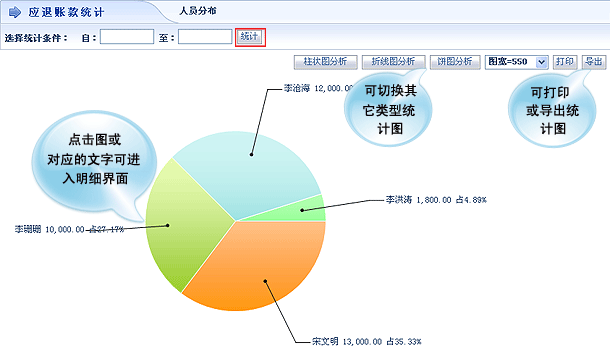 应退账款统计 人员分布
选择统计条件： 自： 至： 统计
柱状图分析 折线图分析 饼图分析 图宽=550 打印 导出
李沧海 12,000.
可切换其
它类型统
计图
可打印
或导出统
计图
点击图或
对应的文字可进
入明细界面
李洪涛 1,800.00 占4.89%
李珊珊 10,000.00 占27.17%
宋文明 13,000.00 占35.33%